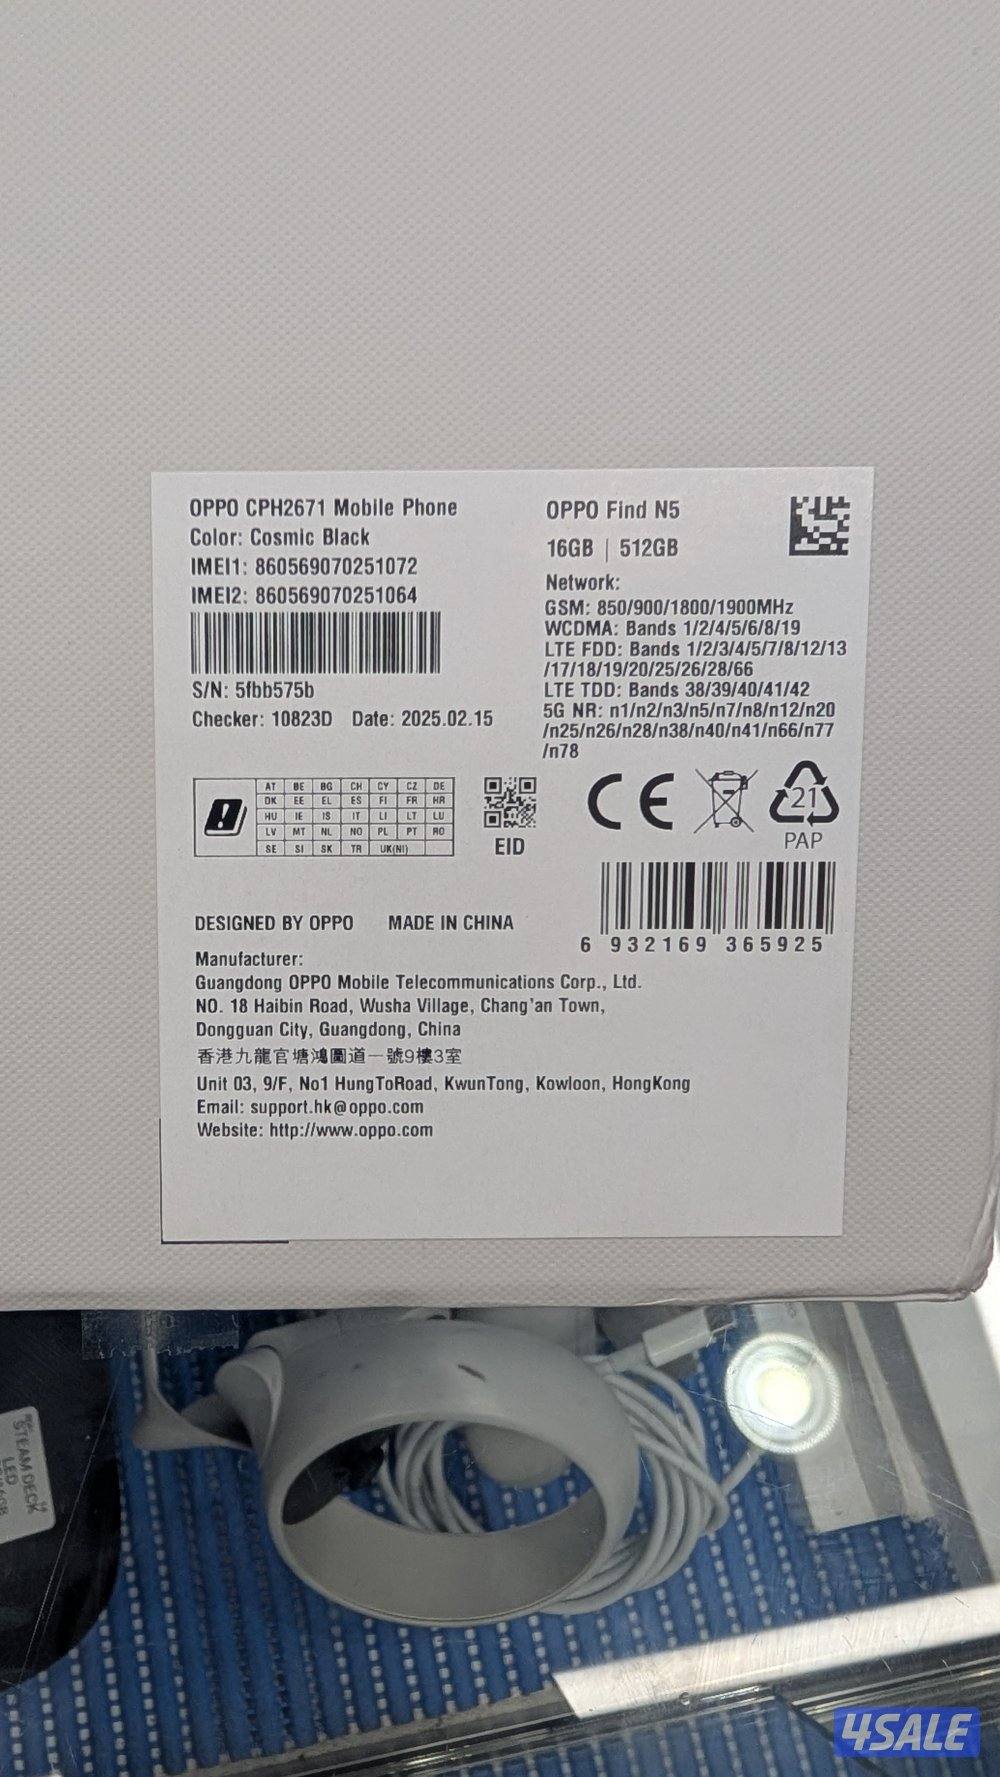 OPPO CPH2671 Mobile Phone
Color: Cosmic Black
IMEI1: 860569070251072
IMEI2: 860569070251064
S/N: 5fbb575b
Checker: 10823D Date: 2025.02.15
OPPO Find N5
16GB | 512GB
Network:
GSM: 850/900/1800/1900MHz
WCDMA: Bands 1/2/4/5/6/8/19
LTE FDD: Bands 1/2/3/4/5/7/8/12/13
/17/18/19/20/25/26/28/66
LTE TDD: Bands 38/39/40/41/42
5G NR: n1/n2/n3/n5/n7/n8/n12/n20
/n25/n26/n28/n38/n40/n41/n66/n77
/n78
AT BE BG CH CY CZ DE
DK EE EL ES FI FR HR
HU IE IS IT LI LT LU
LV MT NL NO PL PT RO
SE SI SK TR UK(NI)
EID
CE
21
PAP
6 932169 365925
DESIGNED BY OPPO MADE IN CHINA
Manufacturer:
Guangdong OPPO Mobile Telecommunications Corp., Ltd.
NO. 18 Haibin Road, Wusha Village, Chang'an Town,
Dongguan City, Guangdong, China
香港九龍官塘鴻圖道一號9樓3室
Unit 03, 9/F, No1 HungToRoad, KwunTong, Kowloon, HongKong
Email: support.hk@oppo.com
Website: http://www.oppo.com
STEAM DECK
LED
4SALE